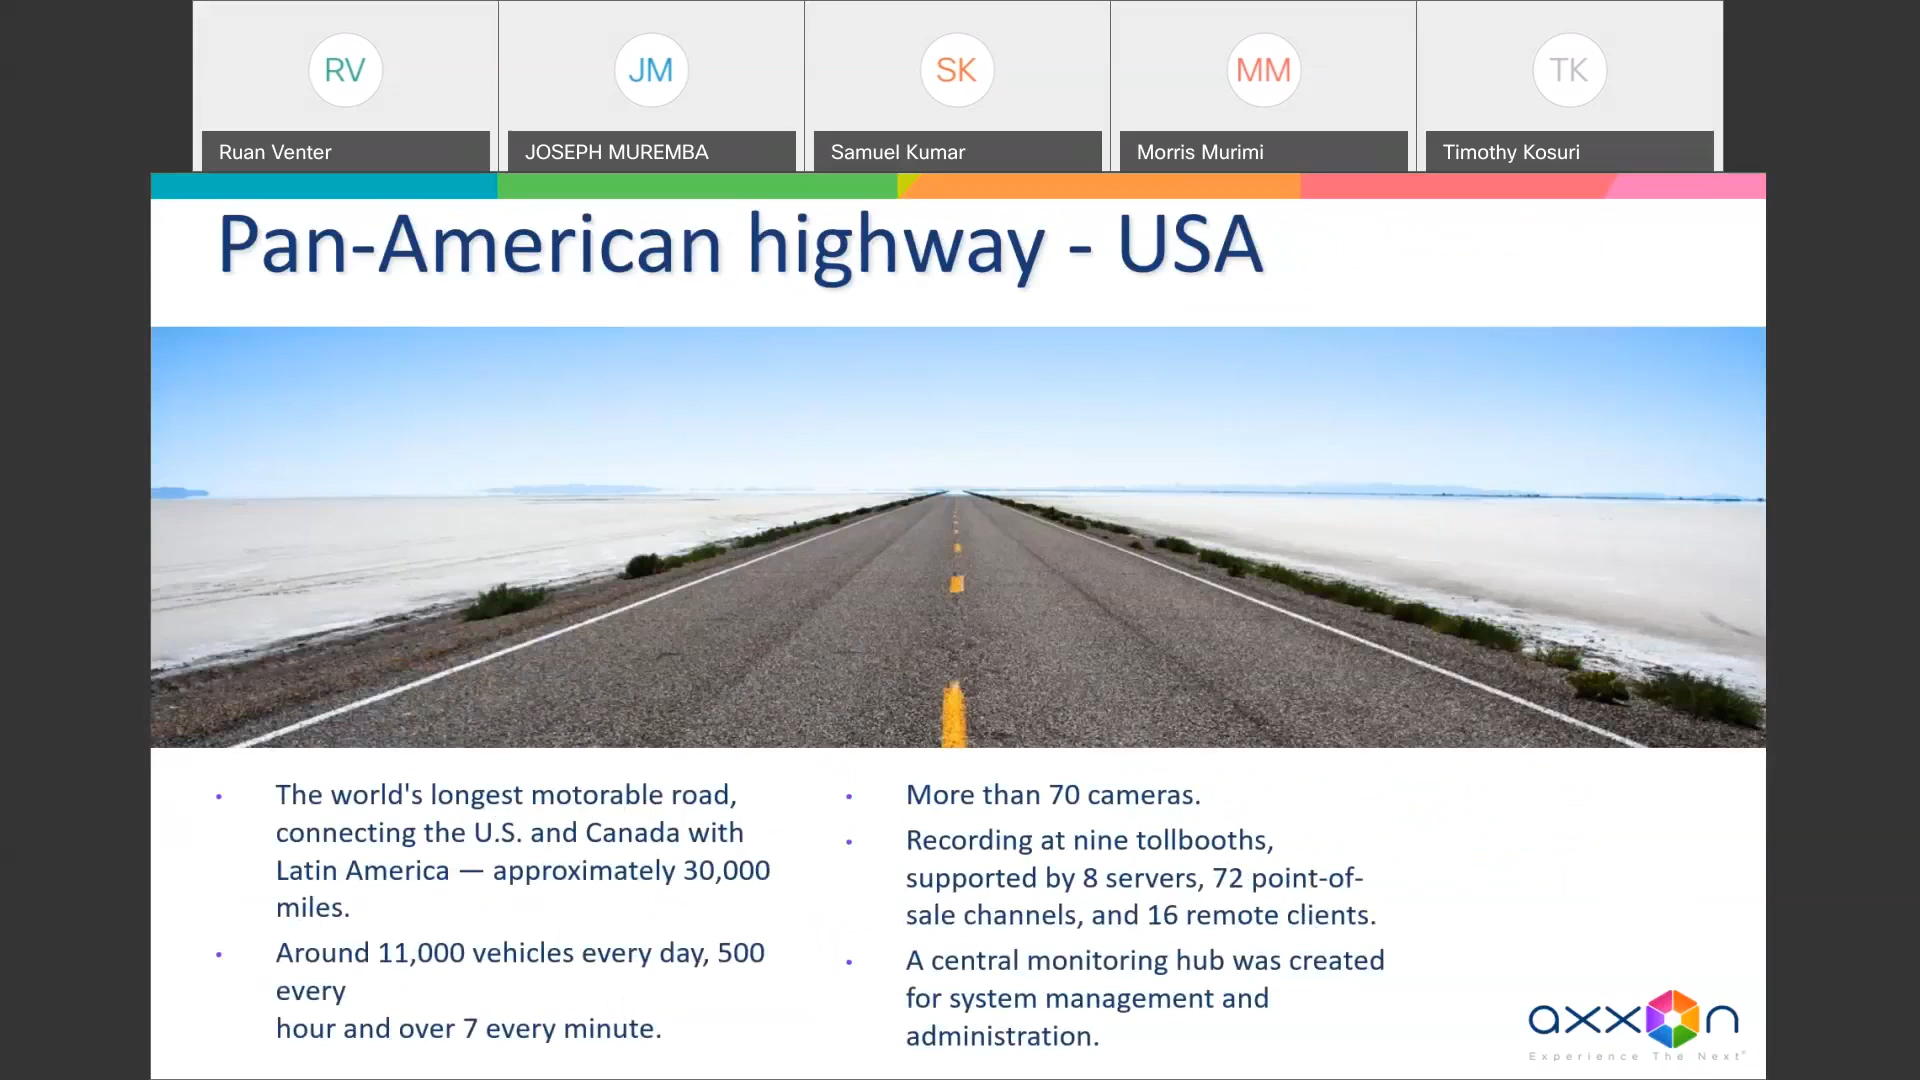 RV
JM
SK
MM
TK
Ruan Venter
JOSEPH MUREMBA
Samuel Kumar
Morris Murimi
Timothy Kosuri
Pan-American highway - USA
The world's longest motorable road,
connecting the U.S. and Canada with
Latin America — approximately 30,000
miles.
Around 11,000 vehicles every day, 500
every
hour and over 7 every minute.
More than 70 cameras.
Recording at nine tollbooths,
supported by 8 servers, 72 point-of-
sale channels, and 16 remote clients.
A central monitoring hub was created
for system management and
administration.
axxon
Experience The Next